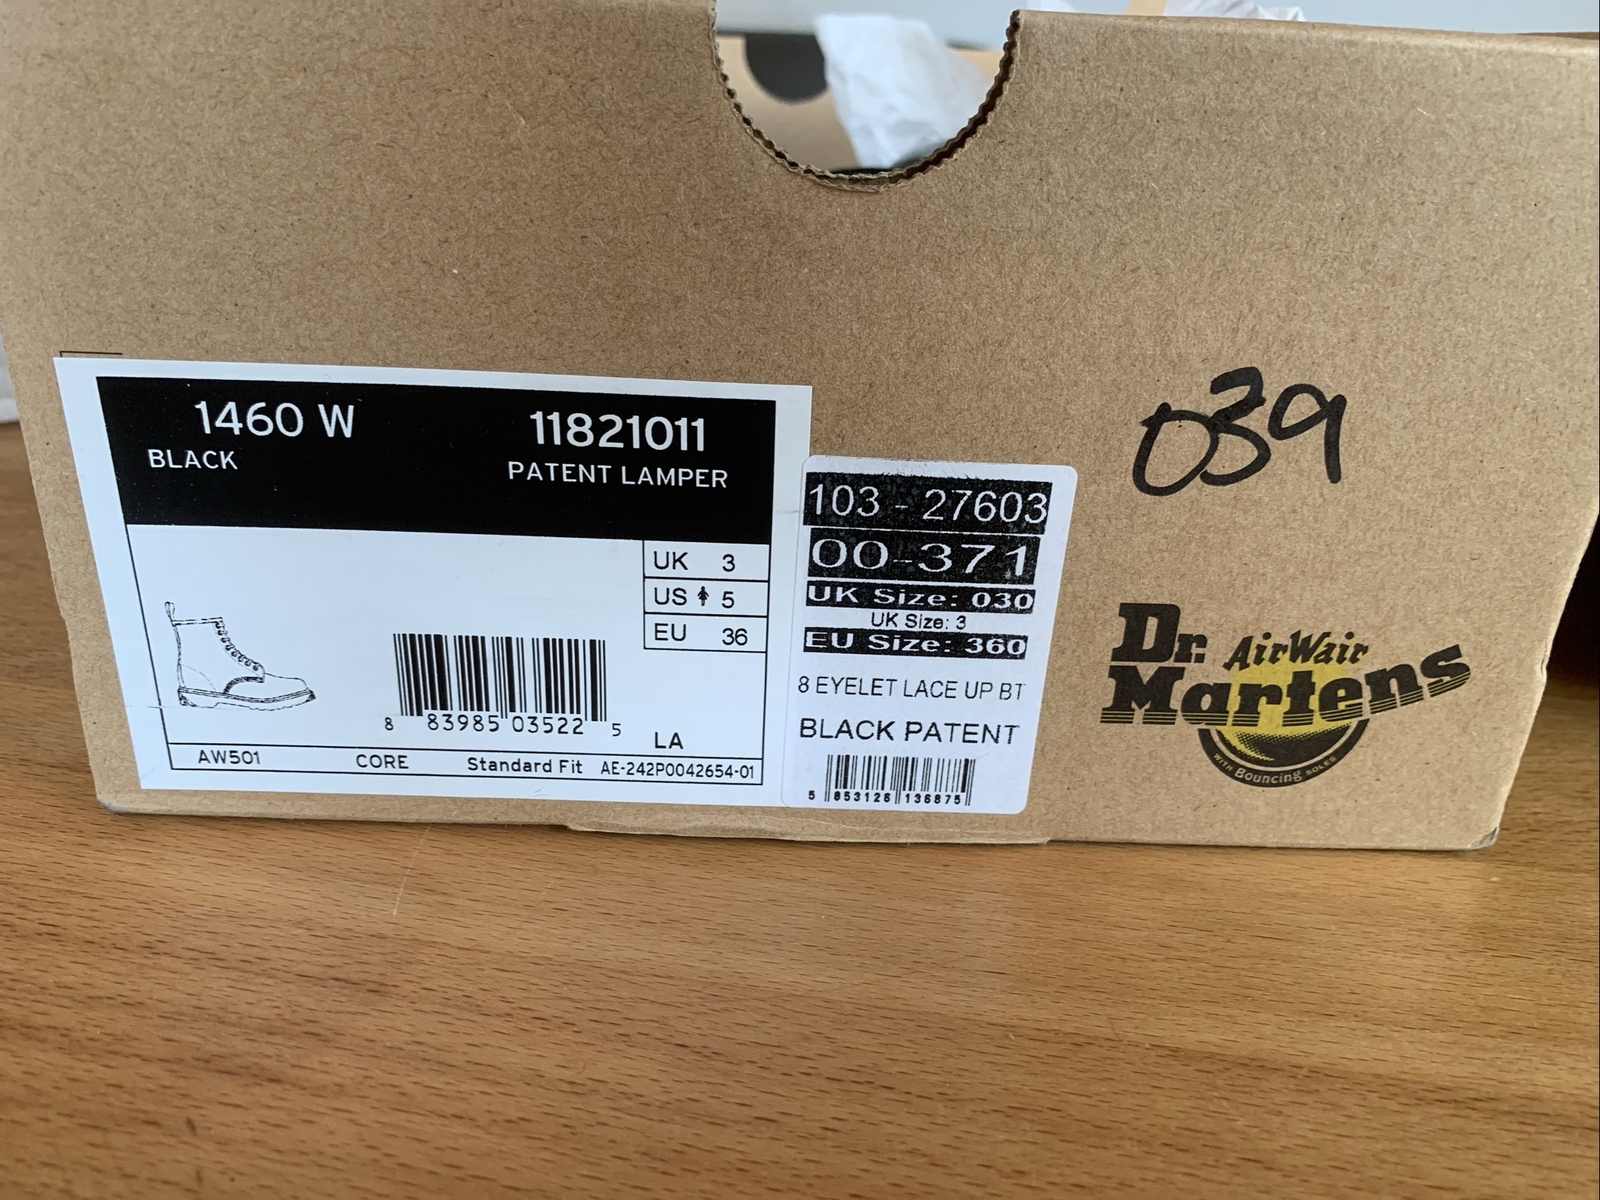 1460 W 11821011
BLACK PATENT LAMPER
UK 3
US 5
EU 36
8 83985 03522 5
LA
AW501 CORE Standard Fit AE-242P0042654-01
103 - 27603
00-371
UK Size: 030
UK Size: 3
EU Size: 360
8 EYELET LACE UP BT
BLACK PATENT
5 853126 136875
039
Dr. AirWair
Martens
WITH Bouncing SOLES